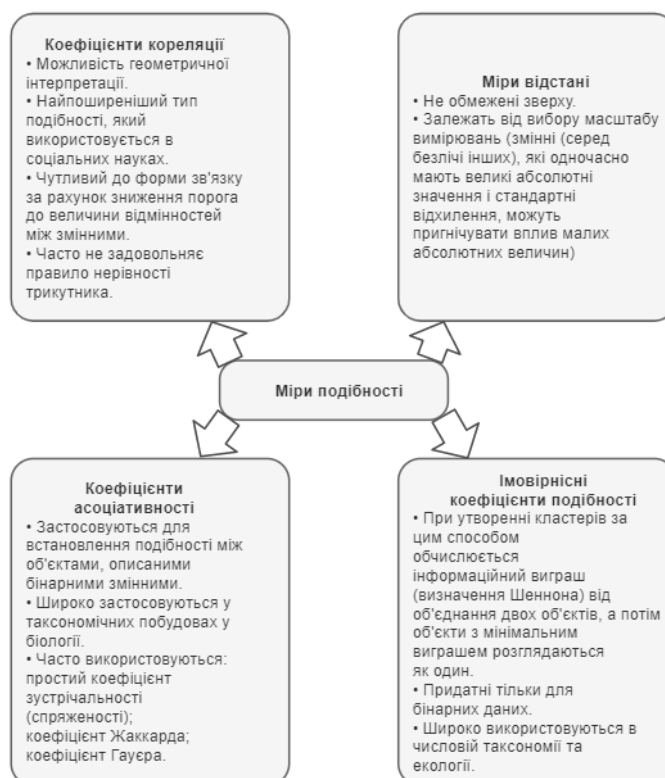 Коефіцієнти кореляції
• Можливість геометричної
інтерпретації.
• Найпоширеніший тип
подібності, який
використовується в
соціальних науках.
• Чутливий до форми зв'язку
за рахунок зниження порога
до величини відмінностей
між змінними.
• Часто не задовольняє
правило нерівності
трикутника.
Міри відстані
• Не обмежені зверху.
• Залежать від вибору масштабу
вимірювань (змінні (серед
безлічі інших), які одночасно
мають великі абсолютні
значення і стандартні
відхилення, можуть
пригнічувати вплив малих
абсолютних величин)
Міри подібності
Коефіцієнти
асоціативності
• Застосовуються для
встановлення подібності між
об'єктами, описаними
бінарними змінними.
• Широко застосовуються у
таксономічних побудовах у
біології.
• Часто використовуються:
простий коефіцієнт
зустрічальності
(спряженості);
коефіцієнт Жаккарда;
коефіцієнт Гауєра.
Імовірнісні
коефіцієнти подібності
• При утворенні кластерів за
цим способом
обчислюється
інформаційний виграш
(визначення Шеннона) від
об'єднання двох об'єктів, а потім
об'єкти з мінімальним
виграшем розглядаються
як один.
• Придатні тільки для
бінарних даних.
• Широко використовуються в
числовій таксономії та
екології.